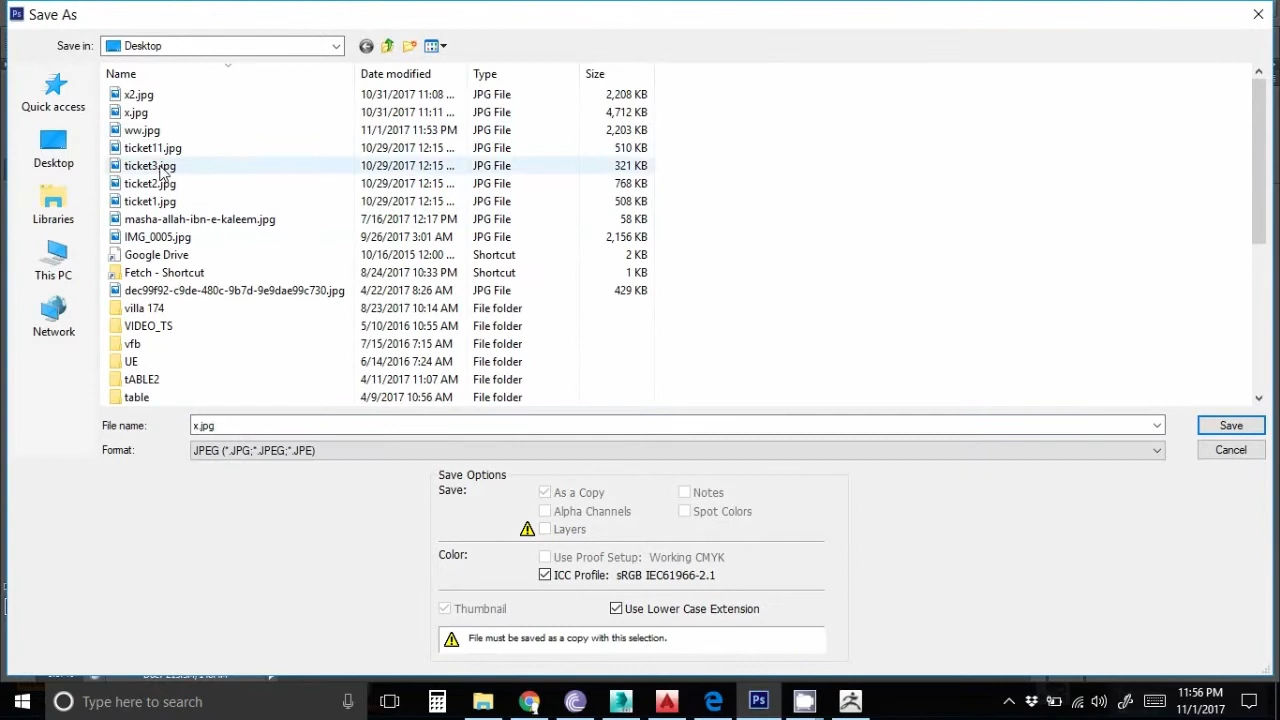 Save As
Save in:
Desktop
Name
Date modified
Type
Size
x2.jpg
10/31/2017 11:08 ...
JPG File
2,208 KB
x.jpg
10/31/2017 11:11 ...
JPG File
4,712 KB
ww.jpg
11/1/2017 11:53 PM
JPG File
2,203 KB
ticket11.jpg
10/29/2017 12:15 ...
JPG File
510 KB
ticket3.jpg
10/29/2017 12:15 ...
JPG File
321 KB
ticket2.jpg
10/29/2017 12:15 ...
JPG File
768 KB
ticket1.jpg
10/29/2017 12:15 ...
JPG File
508 KB
masha-allah-ibn-e-kaleem.jpg
7/16/2017 12:17 PM
JPG File
58 KB
IMG_0005.jpg
9/26/2017 3:01 AM
JPG File
2,156 KB
Google Drive
10/16/2015 12:00 ...
Shortcut
2 KB
Fetch - Shortcut
8/24/2017 10:33 PM
Shortcut
1 KB
dec99f92-c9de-480c-9b7d-9e9dae99c730.jpg
4/22/2017 8:26 AM
JPG File
429 KB
villa 174
8/23/2017 10:14 AM
File folder
VIDEO_TS
5/10/2016 10:55 AM
File folder
vfb
7/15/2016 7:15 AM
File folder
UE
6/14/2016 7:24 AM
File folder
tABLE2
4/11/2017 11:07 AM
File folder
table
4/9/2017 10:56 AM
File folder
Quick access
Desktop
Libraries
This PC
Network
File name:
x.jpg
Save
Format:
JPEG (*.JPG;*.JPEG;*.JPE)
Cancel
Save Options
Save:
As a Copy
Notes
Alpha Channels
Spot Colors
Layers
Color:
Use Proof Setup: Working CMYK
ICC Profile: sRGB IEC61966-2.1
Thumbnail
Use Lower Case Extension
File must be saved as a copy with this selection.
Type here to search
Ps
11:56 PM
11/1/2017